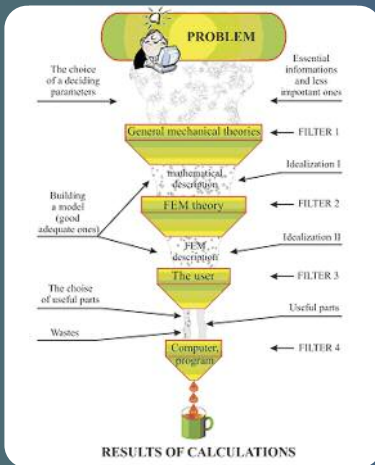 PROBLEM
The choice
of a deciding
parameters
Essential
informations
and less
important ones
General mechanical theories
FILTER 1
Idealization I
mathematical
description
Building
a model
(good
adequate ones)
FEM theory
FILTER 2
FEM
description
Idealization II
The user
FILTER 3
The choise
of useful parts
Useful parts
Wastes
Computer,
program
FILTER 4
RESULTS OF CALCULATIONS